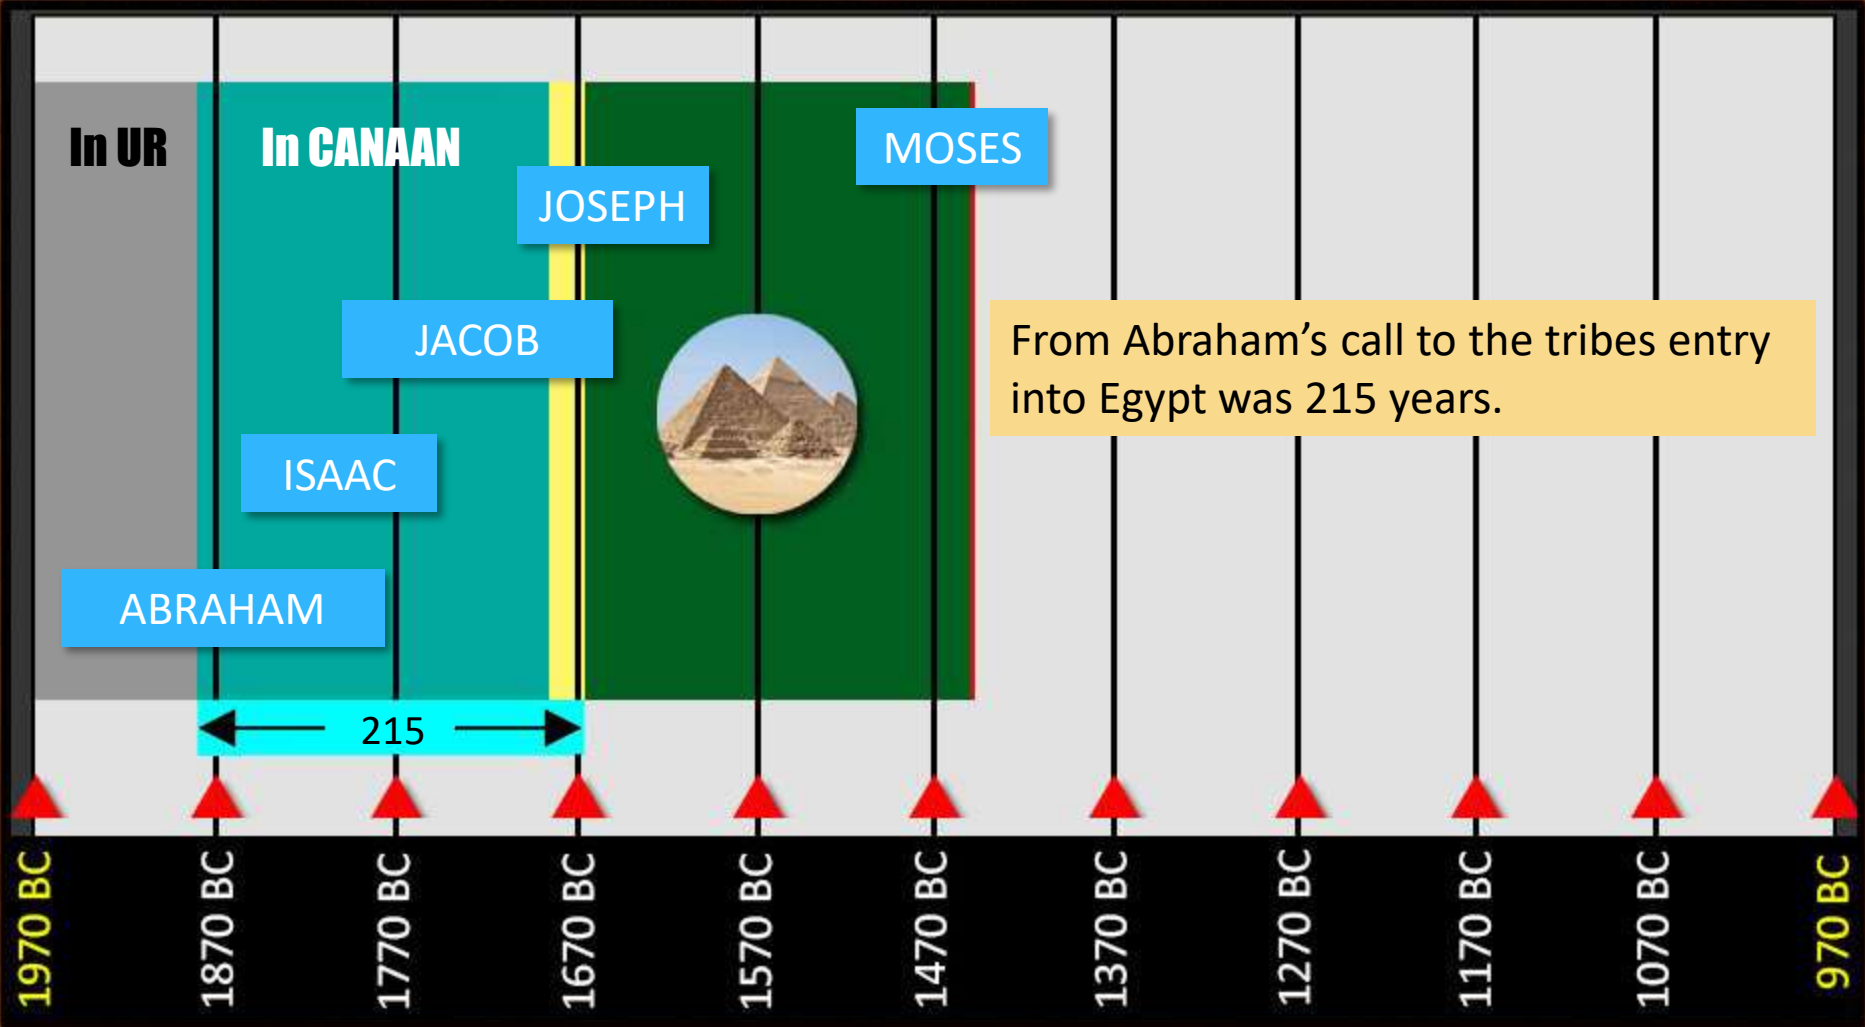 In UR
In CANAAN
MOSES
JOSEPH
JACOB
From Abraham’s call to the tribes entry
into Egypt was 215 years.
ISAAC
ABRAHAM
215
1970 BC
1870 BC
1770 BC
1670 BC
1570 BC
1470 BC
1370 BC
1270 BC
1170 BC
1070 BC
970 BC